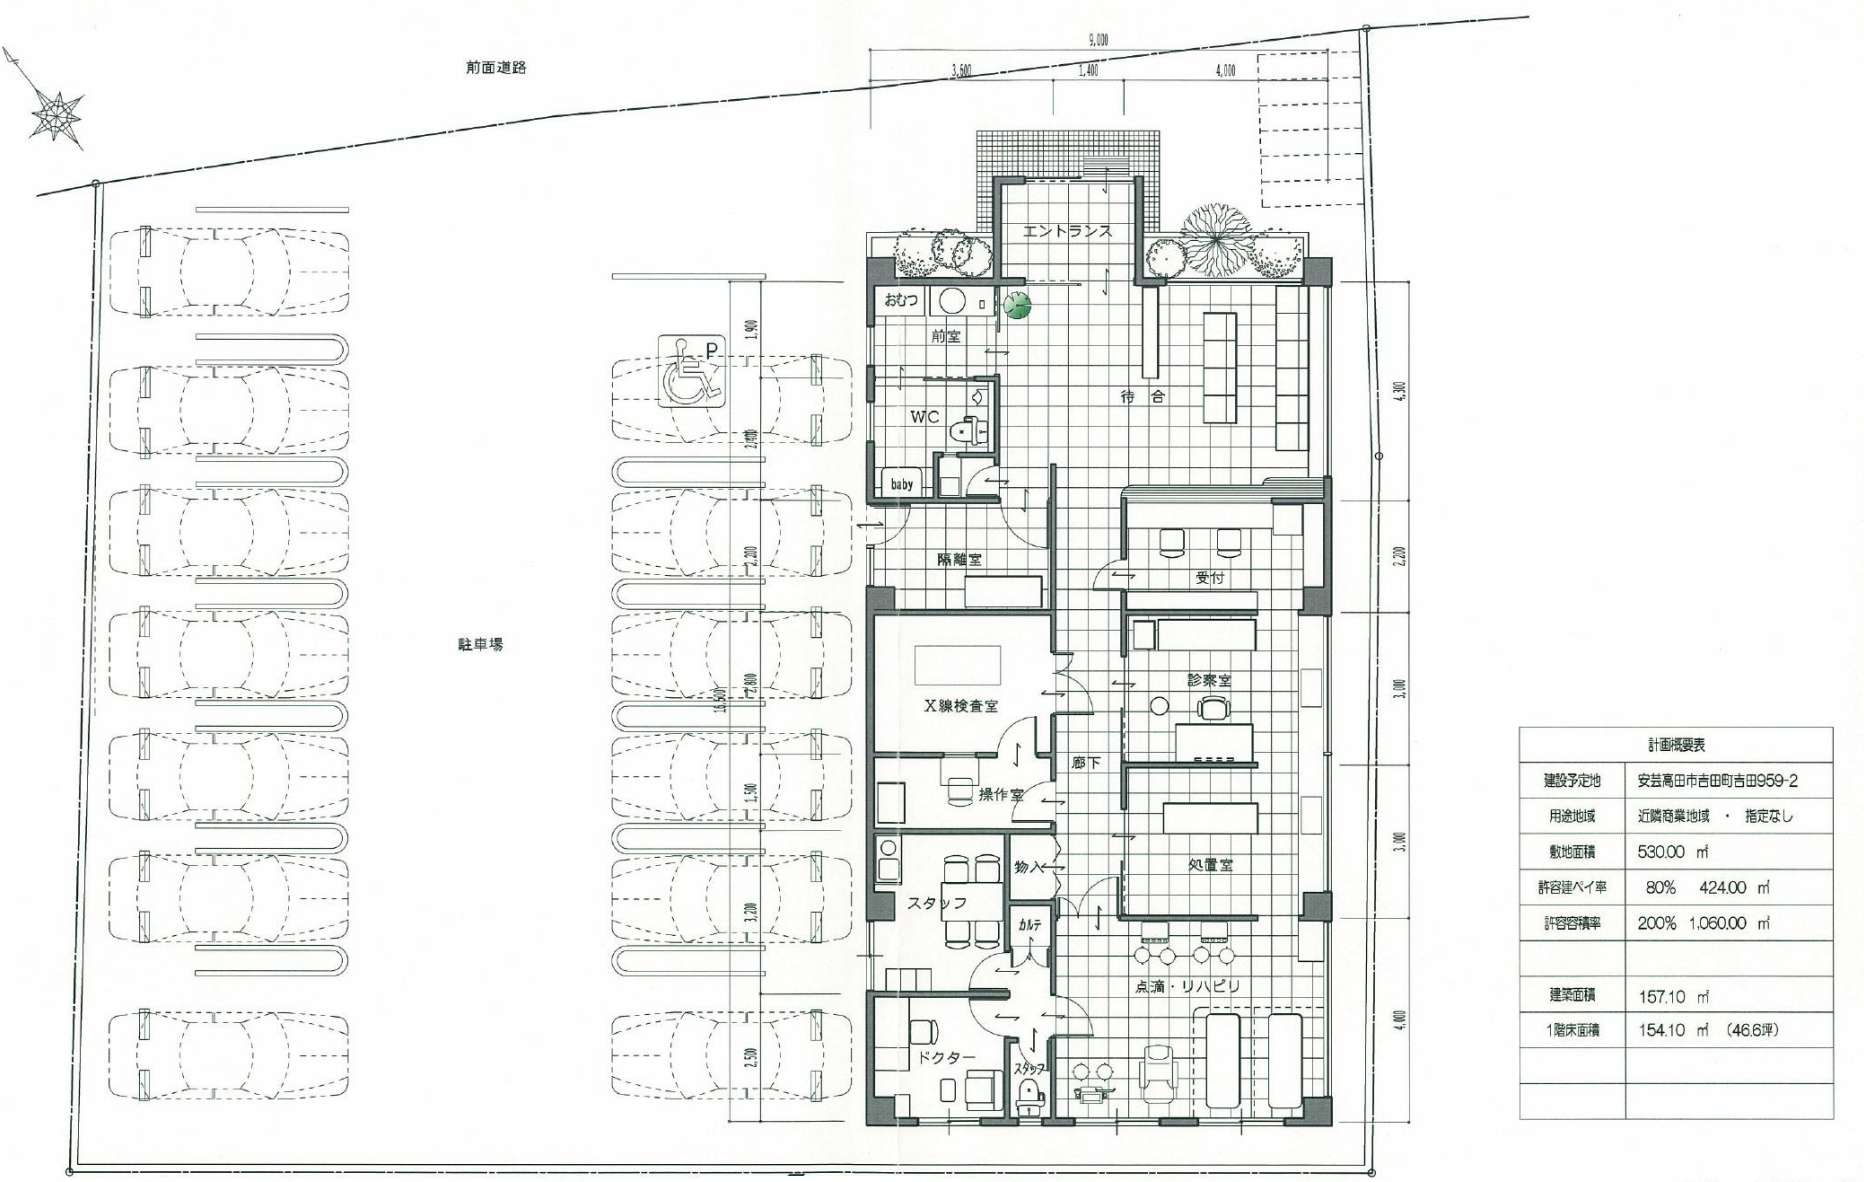 前面道路
9,000
3,600
1,400
4,000
エントランス
おむつ
前室
P
1,900
待 合
4,300
WC
2,400
baby
隔離室
2,200
2,200
受付
駐車場
X線検査室
2,800
16,500
診察室
3,000
廊下
操作室
1,500
物入
処置室
3,000
スタッフ
3,200
カルテ
点滴・リハビリ
ドクター
2,500
スタッフ
4,000
計画概要表
建設予定地 安芸高田市吉田町吉田959-2
用途地域 近隣商業地域 ・ 指定なし
敷地面積 530.00 ㎡
許容建ペイ率 80% 424.00 ㎡
許容容積率 200% 1,060.00 ㎡
建築面積 157.10 ㎡
1階床面積 154.10 ㎡ (46.6坪)